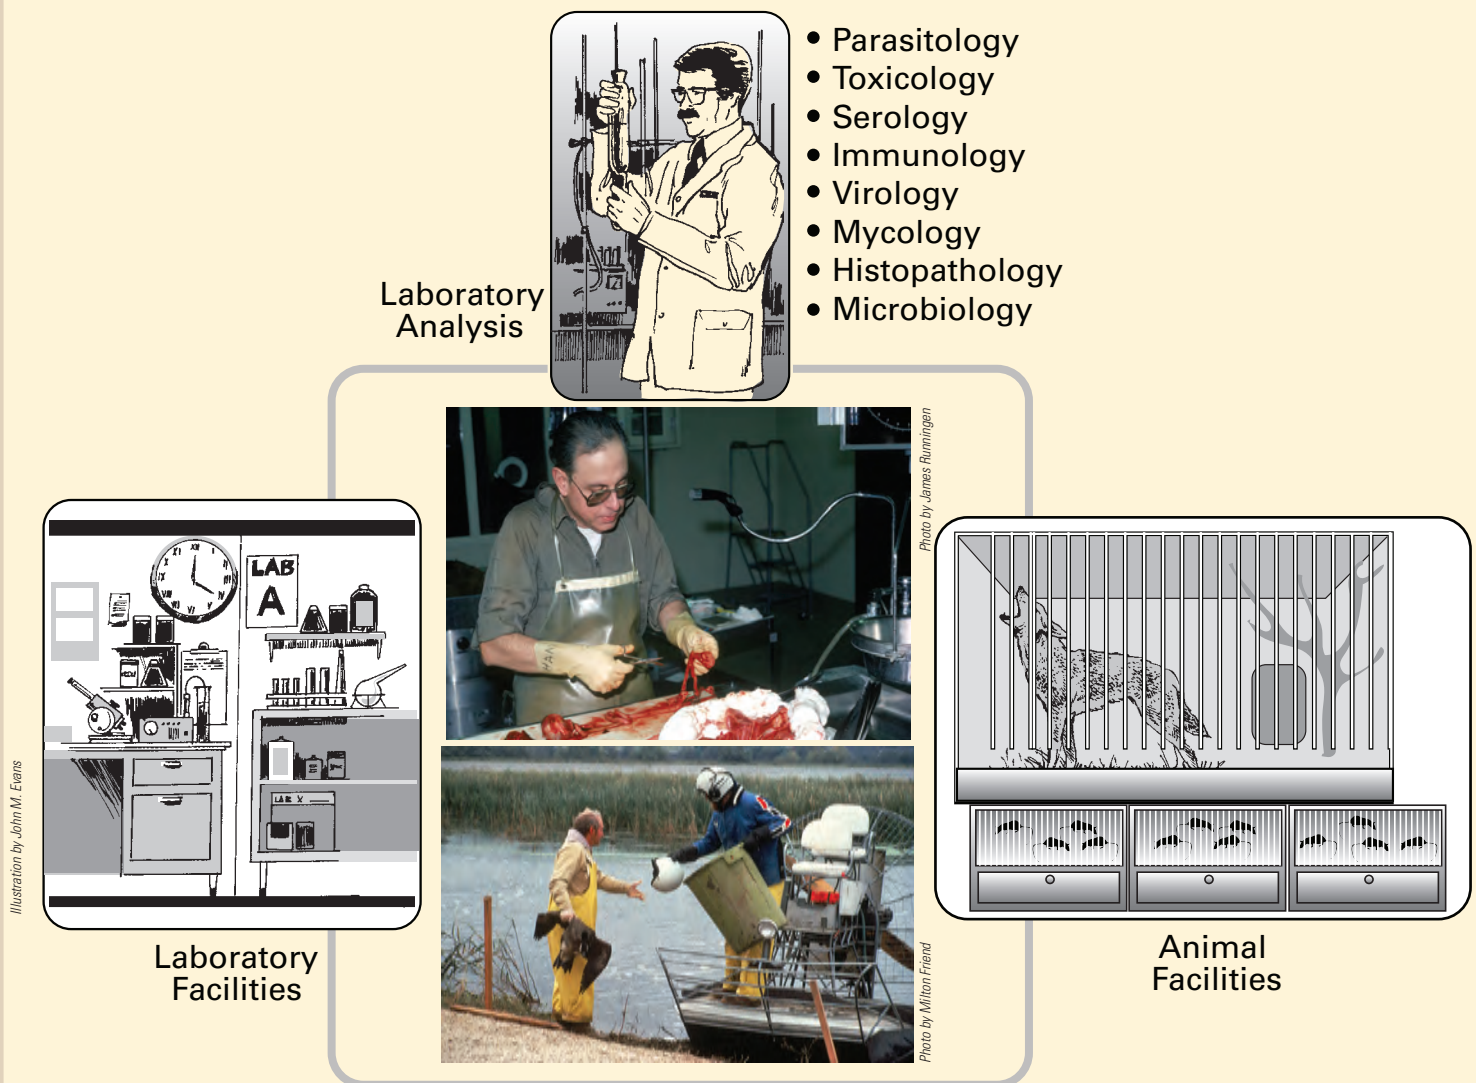 • Parasitology
• Toxicology
• Serology
• Immunology
• Virology
• Mycology
• Histopathology
• Microbiology
Laboratory
Analysis
Photo by James Runningen
LAB
A
LAB X
Illustration by John M. Evans
Laboratory
Facilities
Photo by Milton Friend
Animal
Facilities